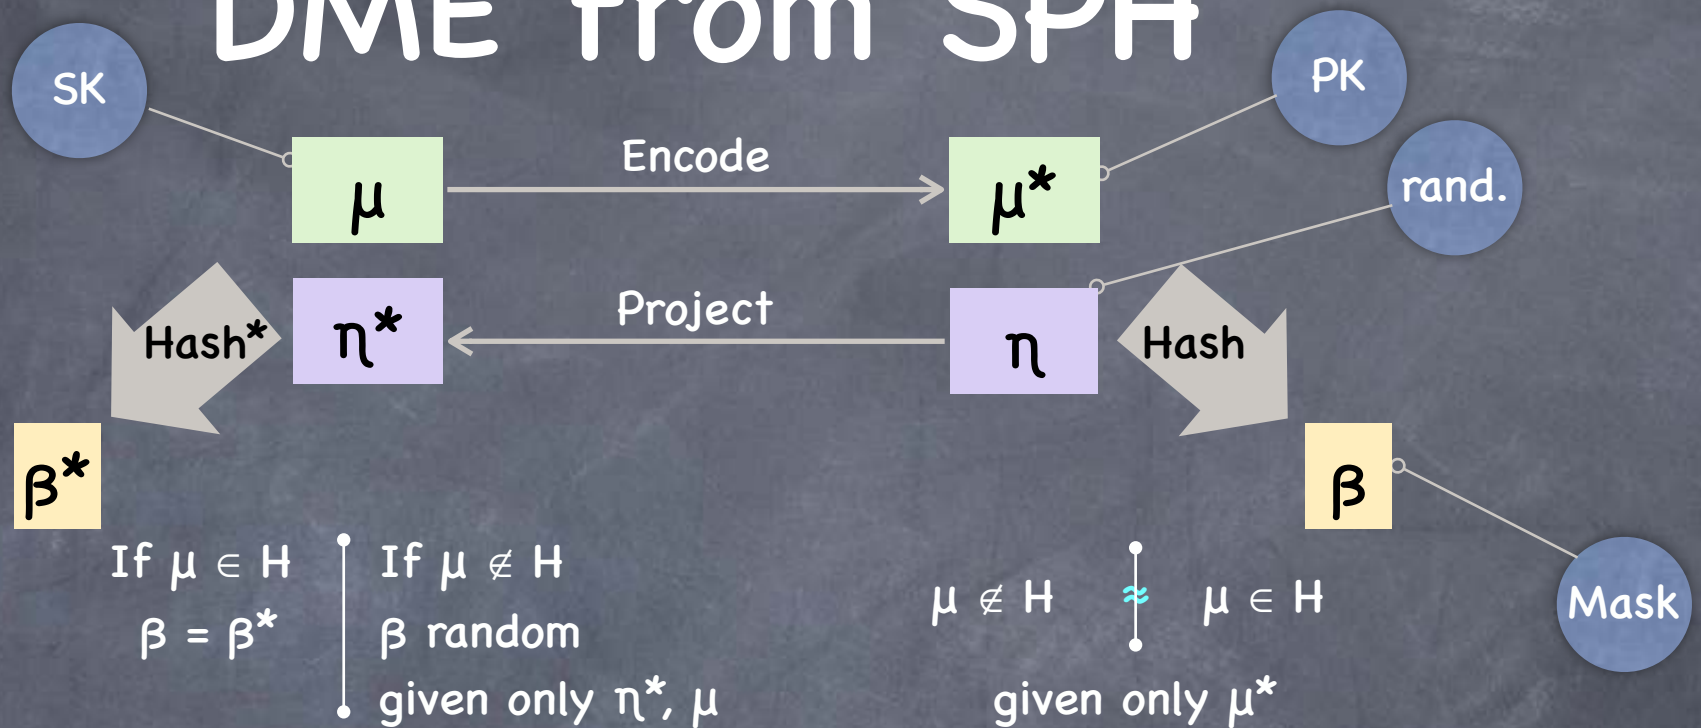 DME from SPH
SK
PK
rand.
μ
Encode
μ*
η*
Project
η
Hash*
Hash
β*
β
Mask
If μ ∈ H
β = β*
If μ ∉ H
β random
given only η*, μ
μ ∉ H ≈ μ ∈ H
given only μ*